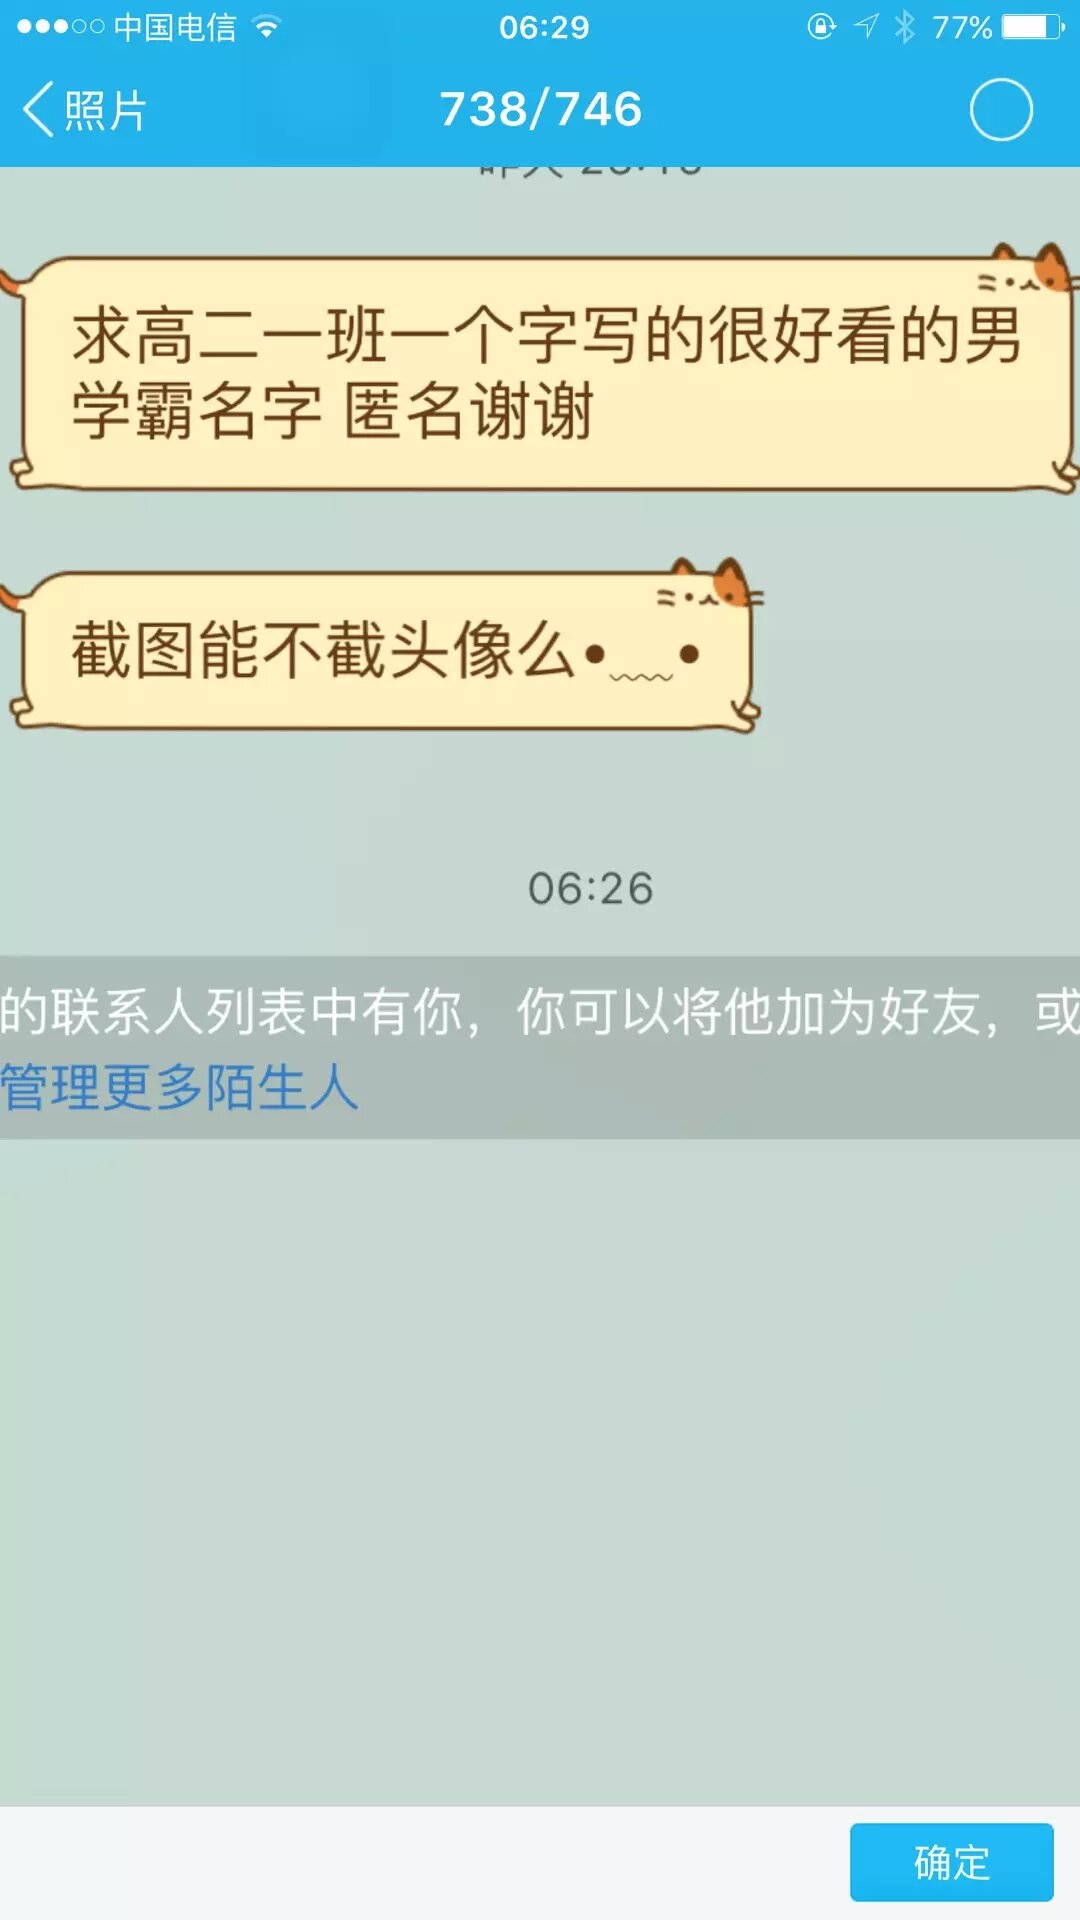 中国电信
06:29
77%
照片
738/746
求高二一班一个字写的很好看的男
学霸名字 匿名谢谢
截图能不截头像么
06:26
的联系人列表中有你，你可以将他加为好友，或
管理更多陌生人
确定